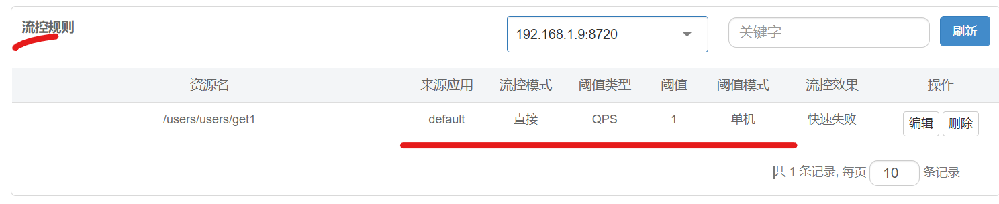 流控规则 192.168.1.9:8720 关键字 刷新
资源名 来源应用 流控模式 阈值类型 阈值 阈值模式 流控效果 操作
/users/users/get1 default 直接 QPS 1 单机 快速失败 编辑 删除
共 1 条记录, 每页 10 条记录